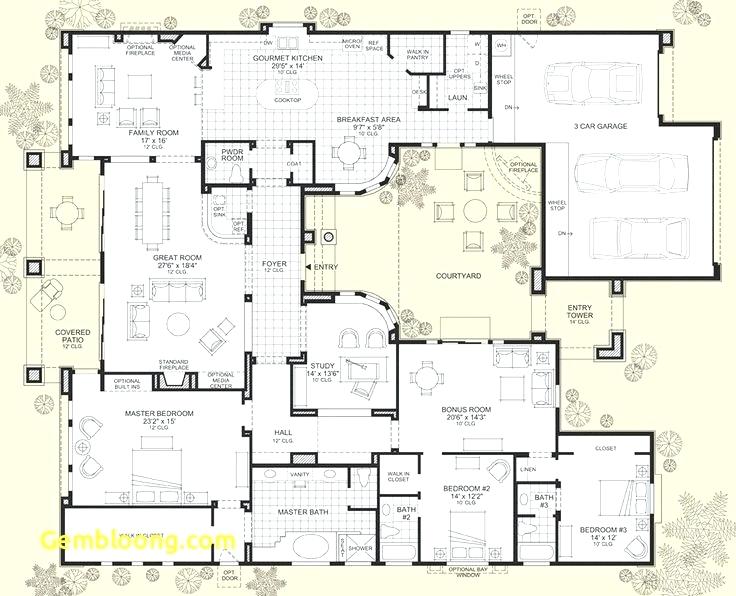 OPT
DOOR
OPTIONAL
FIREPLACE
OPTIONAL
MEDIA
CENTER
DW
MICRO/
OVEN
REF
SPACE
WALK IN
PANTRY
W
D
WH
GOURMET KITCHEN
29'5" x 14'
10' CLG.
COOKTOP
OPT
UPPERS
SINK
DESK
LAUN.
WHEEL
STOP
DN
3 CAR GARAGE
FAMILY ROOM
17' x 16'
12' CLG.
BREAKFAST AREA
9'7" x 5'8"
10' CLG.
PWDR
ROOM
COAT
OPTIONAL
FIREPLACE
WHEEL
STOP
DN
OPT.
SINK
OPT.
REF.
GREAT ROOM
27'6" x 18'4"
12' CLG.
FOYER
12' CLG.
ENTRY
COURTYARD
ENTRY
TOWER
14' CLG.
COVERED
PATIO
12' CLG.
STANDARD
FIREPLACE
OPTIONAL
BUILT INS
OPTIONAL
MEDIA
CENTER
STUDY
14' x 13'6"
10' CLG.
MASTER BEDROOM
23'2" x 15'
12' CLG.
BONUS ROOM
20'6" x 14'3"
10' CLG.
HALL
12' CLG.
CLOSET
LINEN
VANITY
WALK IN
CLOSET
BEDROOM #2
14' x 12'2"
10' CLG.
BATH
#3
MASTER BATH
BATH
#2
BEDROOM #3
14' x 12'
10' CLG.
WALK IN CLOSET
Gembloong.com
SEAT
SHOWER
OPT
DOOR
OPTIONAL BAY
WINDOW